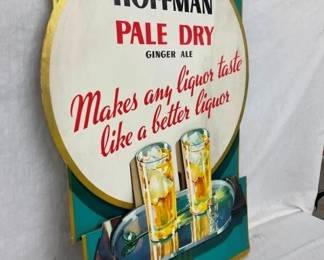 HOFFMAN
PALE DRY
GINGER ALE
Makes any liquor taste
like a better liquor